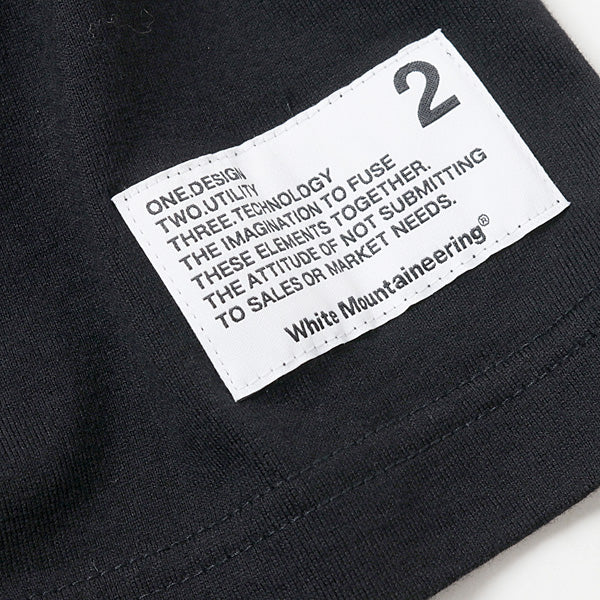 2
ONE.DESIGN
TWO.UTILITY
THREE.TECHNOLOGY
THE IMAGINATION TO FUSE
THESE ELEMENTS TOGETHER.
THE ATTITUDE OF NOT SUBMITTING
TO SALES OR MARKET NEEDS.
White Mountaineering®